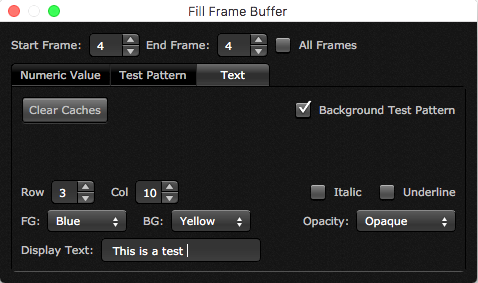 Fill Frame Buffer
Start Frame: 4 End Frame: 4 All Frames
Numeric Value Test Pattern Text
Clear Caches Background Test Pattern
Row 3 Col 10 Italic Underline
FG: Blue BG: Yellow Opacity: Opaque
Display Text: This is a test